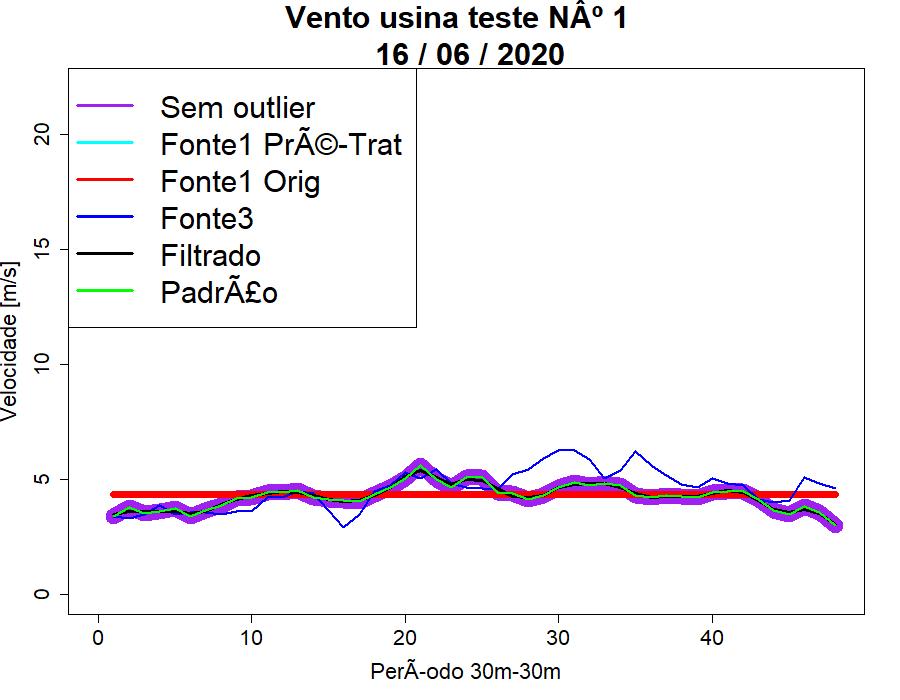 Vento usina teste NÂº 1
16 / 06 / 2020
Sem outlier
Fonte1 PrÃ©-Trat
Fonte1 Orig
Fonte3
Filtrado
PadrÃ£o
Velocidade [m/s]
20
15
10
5
0
0 10 20 30 40
PerÃ­-odo 30m-30m